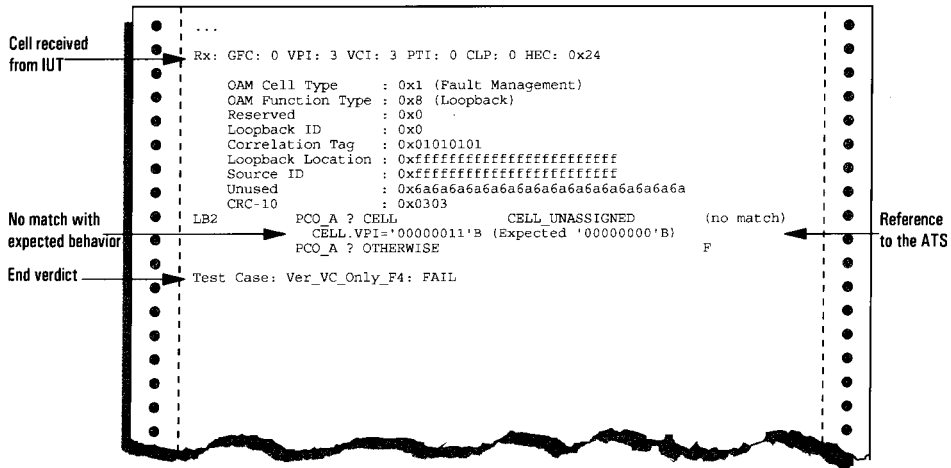 ...
Cell received
from IUT
Rx: GFC: 0 VPI: 3 VCI: 3 PTI: 0 CLP: 0 HEC: 0x24
OAM Cell Type : 0x1 (Fault Management)
OAM Function Type : 0x8 (Loopback)
Reserved : 0x0
Loopback ID : 0x0
Correlation Tag : 0x01010101
Loopback Location : 0xffffffffffffffffffffffff
Source ID : 0xffffffffffffffffffffffff
Unused : 0x6a6a6a6a6a6a6a6a6a6a6a6a6a6a6a6a
CRC-10 : 0x0303
No match with
expected behavior
LB2 PCO_A ? CELL CELL_UNASSIGNED (no match)
CELL.VPI='00000011'B (Expected '00000000'B)
PCO_A ? OTHERWISE F
Reference
to the ATS
End verdict
Test Case: Ver_VC_Only_F4: FAIL